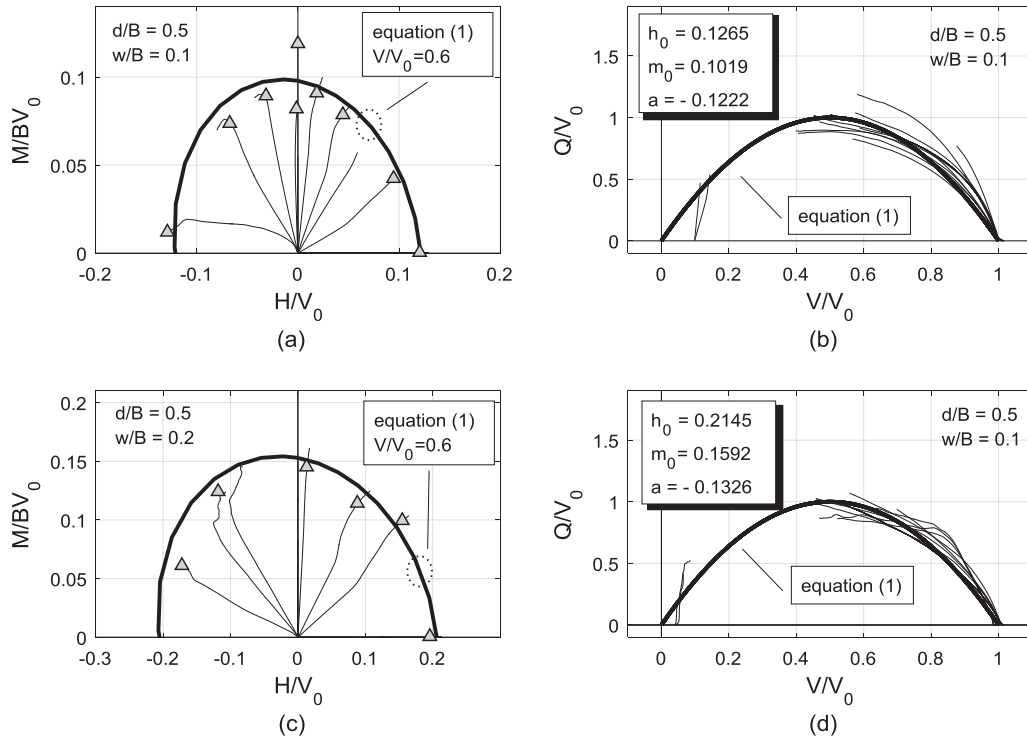 d/B = 0.5
w/B = 0.1
equation (1)
V/V0=0.6
M/BV0
0.1
0.05
0
-0.2
-0.1
0
0.1
0.2
H/V0
(a)
h0 = 0.1265
m0= 0.1019
a = - 0.1222
d/B = 0.5
w/B = 0.1
equation (1)
Q/V0
1.5
1
0.5
0
0
0.2
0.4
0.6
0.8
1
V/V0
(b)
d/B = 0.5
w/B = 0.2
equation (1)
V/V0=0.6
M/BV0
0.2
0.15
0.1
0.05
0
-0.3
-0.2
-0.1
0
0.1
0.2
H/V0
(c)
h0 = 0.2145
m0= 0.1592
a = - 0.1326
d/B = 0.5
w/B = 0.1
equation (1)
Q/V0
1.5
1
0.5
0
0
0.2
0.4
0.6
0.8
1
V/V0
(d)